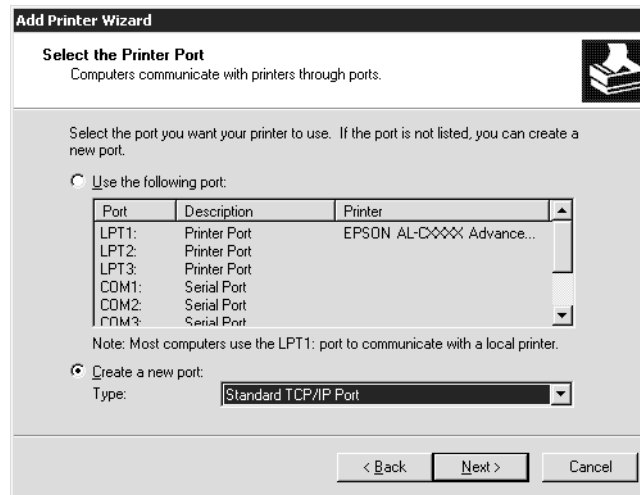 Add Printer Wizard
Select the Printer Port
Computers communicate with printers through ports.
Select the port you want your printer to use. If the port is not listed, you can create a
new port.
Use the following port:
Port Description Printer
LPT1: Printer Port EPSON AL-CXXXX Advance...
LPT2: Printer Port
LPT3: Printer Port
COM1: Serial Port
COM2: Serial Port
COM3: Serial Port
Note: Most computers use the LPT1: port to communicate with a local printer.
Create a new port:
Type: Standard TCP/IP Port
< Back Next > Cancel